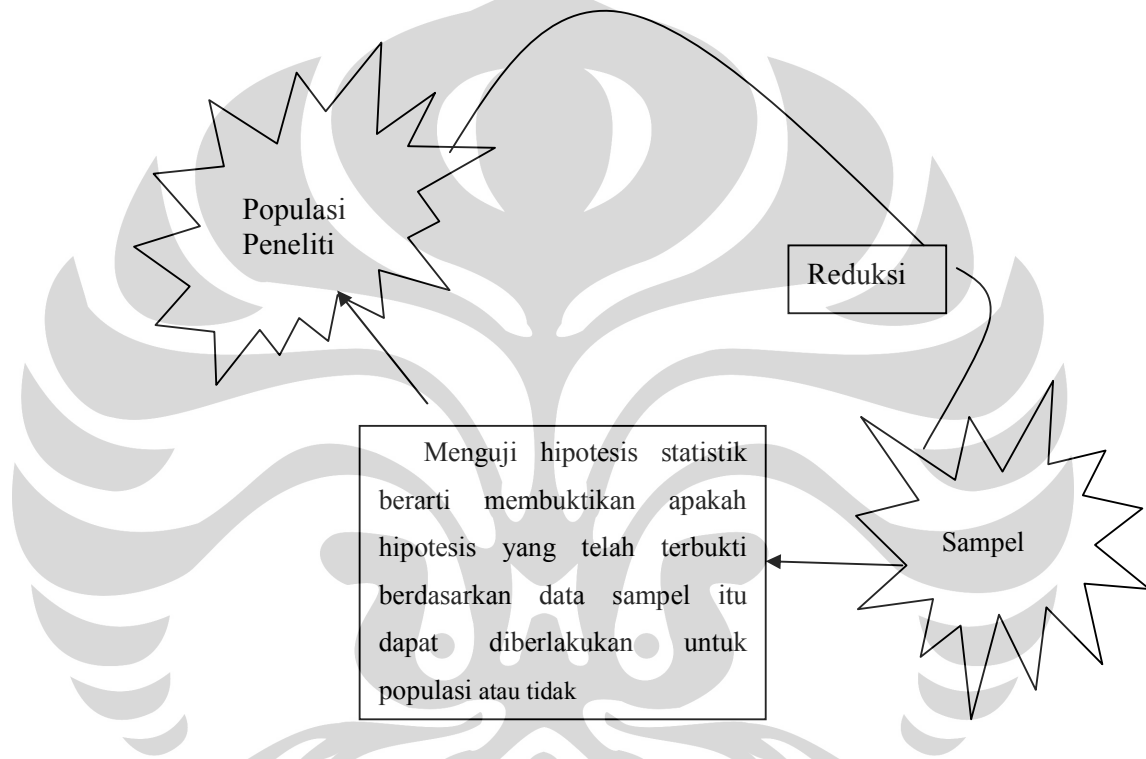 Populasi
Peneliti
Reduksi
Menguji hipotesis statistik
berarti membuktikan apakah
hipotesis yang telah terbukti
berdasarkan data sampel itu
dapat diberlakukan untuk
populasi atau tidak
Sampel